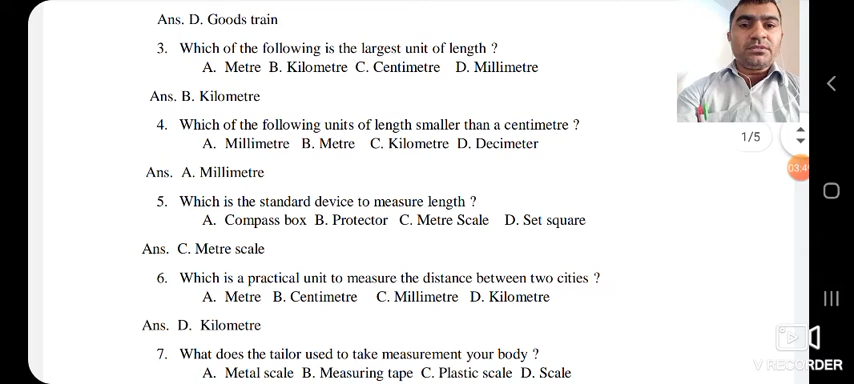 Ans. D. Goods train
3. Which of the following is the largest unit of length ?
A. Metre B. Kilometre C. Centimetre D. Millimetre
Ans. B. Kilometre
4. Which of the following units of length smaller than a centimetre ?
A. Millimetre B. Metre C. Kilometre D. Decimeter
1/5
Ans. A. Millimetre
5. Which is the standard device to measure length ?
A. Compass box B. Protector C. Metre Scale D. Set square
Ans. C. Metre scale
6. Which is a practical unit to measure the distance between two cities ?
A. Metre B. Centimetre C. Millimetre D. Kilometre
Ans. D. Kilometre
V RECORDER
7. What does the tailor used to take measurement your body ?
A. Metal scale B. Measuring tape C. Plastic scale D. Scale